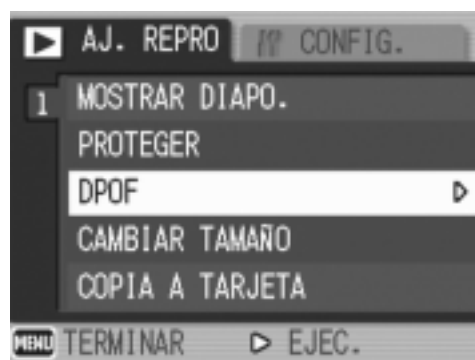 AJ. REPRO CONFIG.
1 MOSTRAR DIAPO.
PROTEGER
DPOF
CAMBIAR TAMAÑO
COPIA A TARJETA
MENU TERMINAR EJEC.